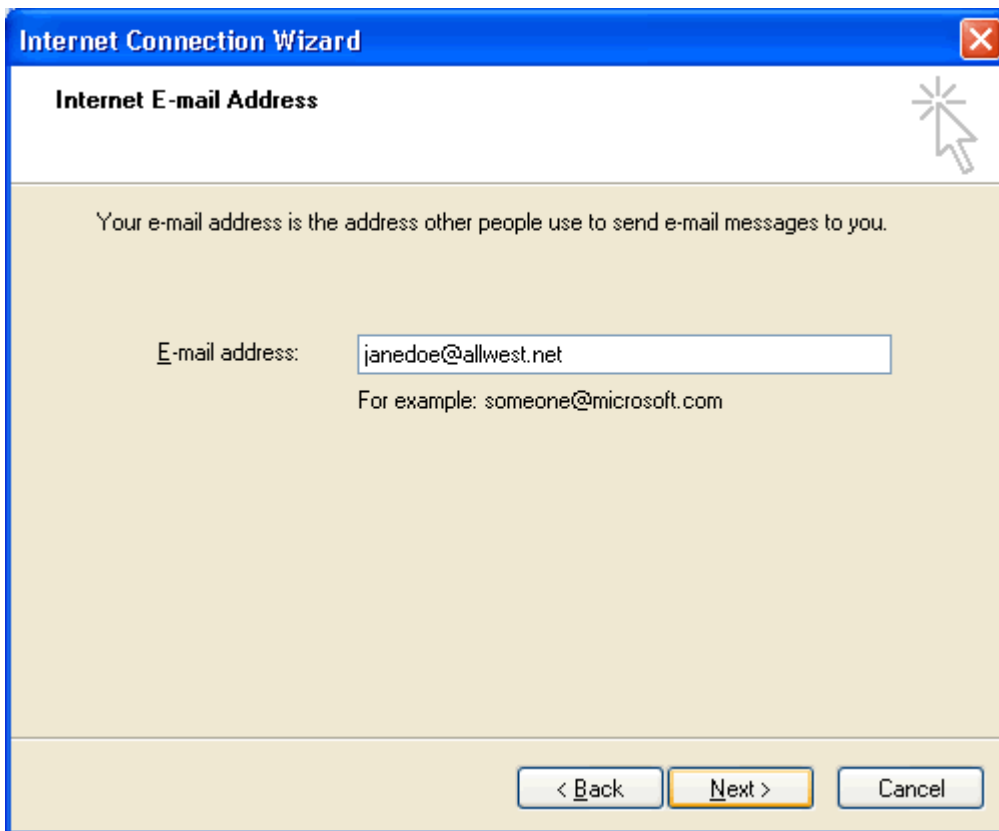 Internet Connection Wizard
Internet E-mail Address
Your e-mail address is the address other people use to send e-mail messages to you.
E-mail address: janedoe@allwest.net
For example: someone@microsoft.com
< Back Next > Cancel